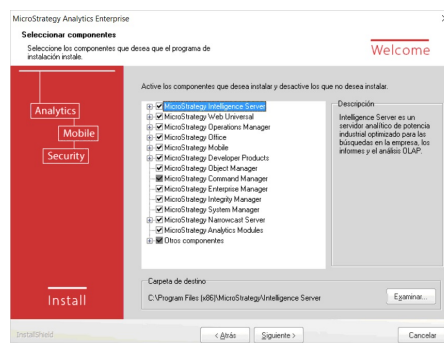 MicroStrategy Analytics Enterprise
Seleccionar componentes
Seleccione los componentes que desea que el programa de
instalación instale.
Welcome
Analytics
Mobile
Security
Install
Active los componentes que desea instalar y desactive los que no desea instalar.
MicroStrategy Intelligence Server
MicroStrategy Web Universal
MicroStrategy Operations Manager
MicroStrategy Office
MicroStrategy Mobile
MicroStrategy Developer Products
MicroStrategy Object Manager
MicroStrategy Command Manager
MicroStrategy Enterprise Manager
MicroStrategy Integrity Manager
MicroStrategy System Manager
MicroStrategy Narrowcast Server
MicroStrategy Analytics Modules
Otros componentes
Descripción
Intelligence Server es un
servidor analítico de potencia
industrial optimizado para las
búsquedas en la empresa, los
informes y el análisis OLAP.
Carpeta de destino
C:\Program Files (x86)\MicroStrategy\Intelligence Server
Examinar...
InstallShield
< Atrás
Siguiente >
Cancelar